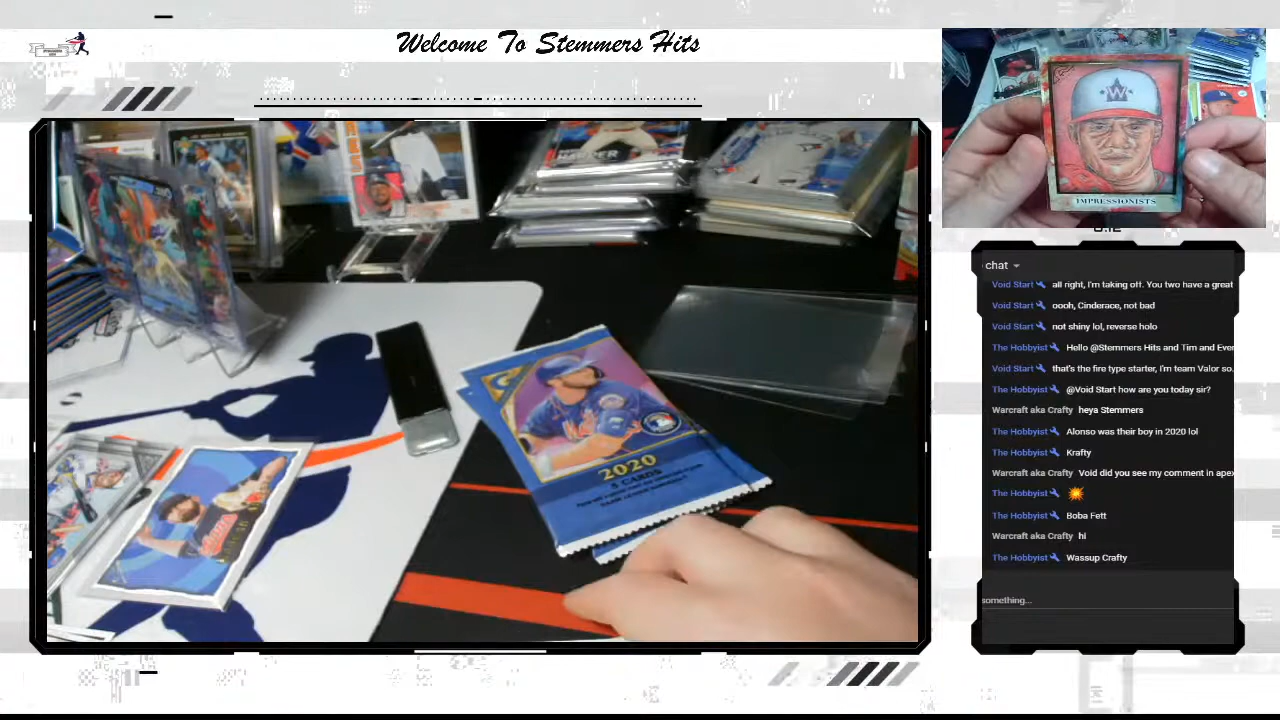 Welcome To Stemmers Hits
IMPRESSIONISTS
chat
Void Start all right, I'm taking off. You two have a great
Void Start oooh, Cinderace, not bad
Void Start not shiny lol, reverse holo
The Hobbyist Hello @Stemmers Hits and Tim and Ever
Void Start that's the fire type starter, I'm team Valor so.
The Hobbyist @Void Start how are you today sir?
Warcraft aka Crafty heya Stemmers
The Hobbyist Alonso was their boy in 2020 lol
The Hobbyist Krafty
Warcraft aka Crafty Void did you see my comment in apex
The Hobbyist 💥
The Hobbyist Boba Fett
Warcraft aka Crafty hi
The Hobbyist Wassup Crafty
something...
HARPER
2020
8 CARDS